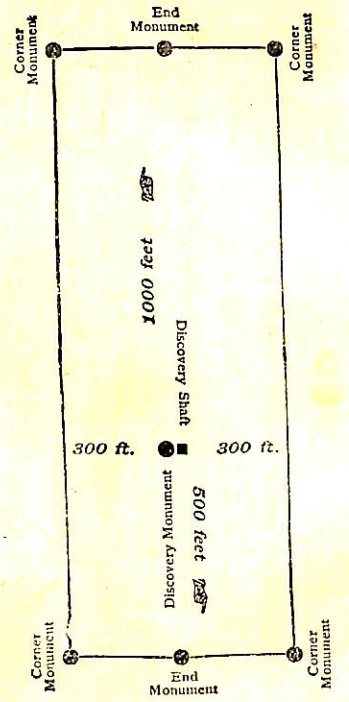 End
Monument
Corner
Monument
Corner
Monument
1000 feet
Discovery Shaft
300 ft.
300 ft.
Discovery Monument
500 feet
Corner
Monument
End
Monument
Corner
Monument